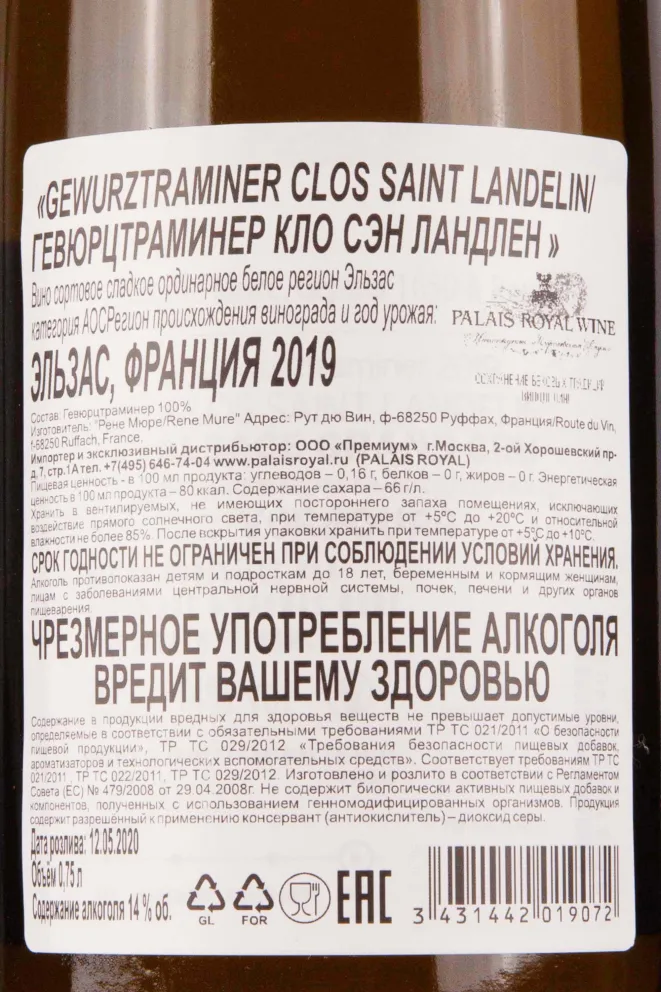 «GEWURZTRAMINER CLOS SAINT LANDELIN/
ГЕВЮРЦТРАМИНЕР КЛО СЭН ЛАНДЛЕН »
Вино сортовое сладкое ординарное белое регион Эльзас
категория АОСРегион происхождения винограда и год урожая:
ЭЛЬЗАС, ФРАНЦИЯ 2019
PALAIS ROYAL WINE
Состав: Гевюрцтраминер 100%
Изготовитель: "Рене Мюре/Rene Mure" Адрес: Рут дю Вин, ф-68250 Руффах, Франция/Route du Vin,
f-68250 Ruffach, France.
Импортер и эксклюзивный дистрибьютор: ООО «Премиум» г.Москва, 2-ой Хорошевский пр-
д,7, стр.1А тел. +7(495) 646-74-04 www.palaisroyal.ru (PALAIS ROYAL)
Пищевая ценность - в 100 мл продукта: углеводов – 0,16 г, белков – 0 г, жиров – 0 г. Энергетическая
ценность в 100 мл продукта – 80 ккал. Содержание сахара – 66 г/л.
Хранить в вентилируемых, не имеющих постороннего запаха помещениях, исключающих
воздействие прямого солнечного света, при температуре от +5°C до +20°C и относительной
влажности не более 85%. После вскрытия упаковки хранить при температуре от +5°C до +10°C.
СРОК ГОДНОСТИ НЕ ОГРАНИЧЕН ПРИ СОБЛЮДЕНИИ УСЛОВИЙ ХРАНЕНИЯ.
Алкоголь противопоказан детям и подросткам до 18 лет, беременным и кормящим женщинам,
лицам с заболеваниями центральной нервной системы, почек, печени и других органов
пищеварения.
ЧРЕЗМЕРНОЕ УПОТРЕБЛЕНИЕ АЛКОГОЛЯ
ВРЕДИТ ВАШЕМУ ЗДОРОВЬЮ
Содержание в продукции вредных для здоровья веществ не превышает допустимые уровни,
определяемые в соответствии с обязательными требованиями ТР ТС 021/2011 «О безопасности
пищевой продукции», ТР ТС 029/2012 «Требования безопасности пищевых добавок,
ароматизаторов и технологических вспомогательных средств». Соответствует требованиям ТР ТС
021/2011, ТР ТС 022/2011, ТР ТС 029/2012. Изготовлено и розлито в соответствии с Регламентом
Совета (ЕС) № 479/2008 от 29.04.2008г. Не содержит биологически активных пищевых добавок и
компонентов, полученных с использованием генномодифицированных организмов. Продукция
содержит разрешённый к применению консервант (антиокислитель) – диоксид серы.
Дата розлива: 12.05.2020
Объём 0,75 л
Содержание алкоголя 14 % об.
GL
FOR
EAC
3 431442 019072